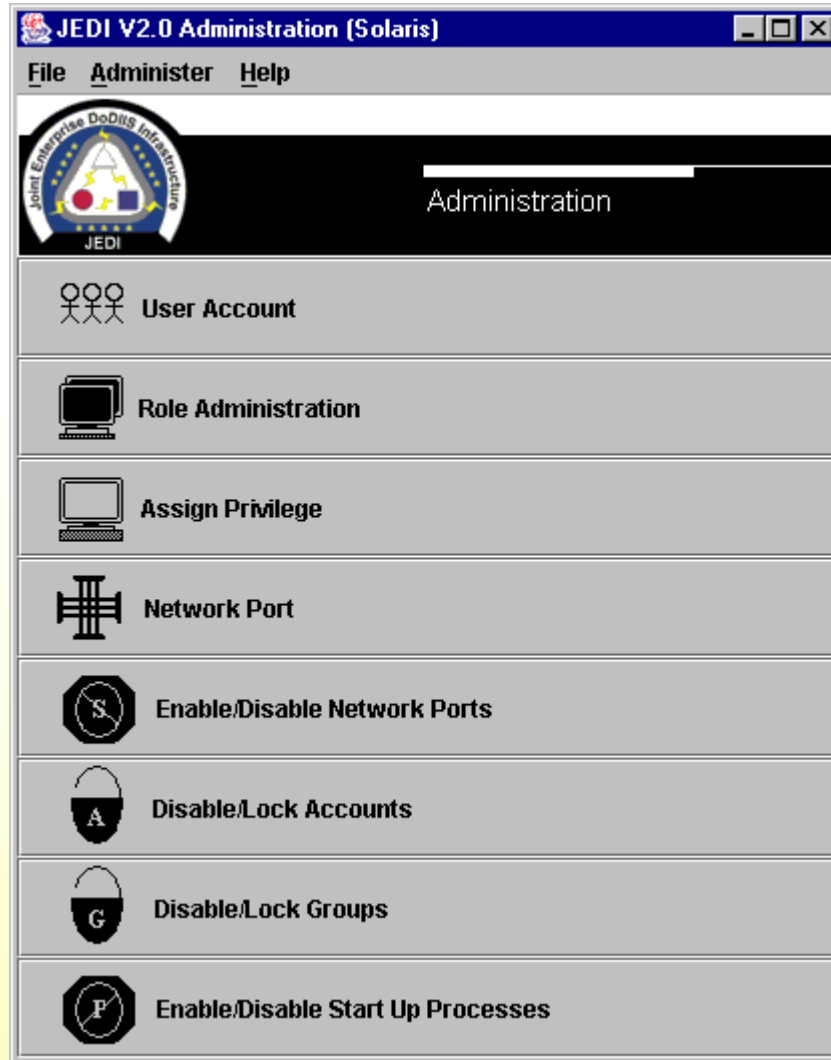 JEDI V2.0 Administration (Solaris)
File Administer Help
Joint Enterprise DoDIIS Infrastructure
JEDI
Administration
User Account
Role Administration
Assign Privilege
Network Port
S
Enable/Disable Network Ports
A
Disable/Lock Accounts
G
Disable/Lock Groups
P
Enable/Disable Start Up Processes